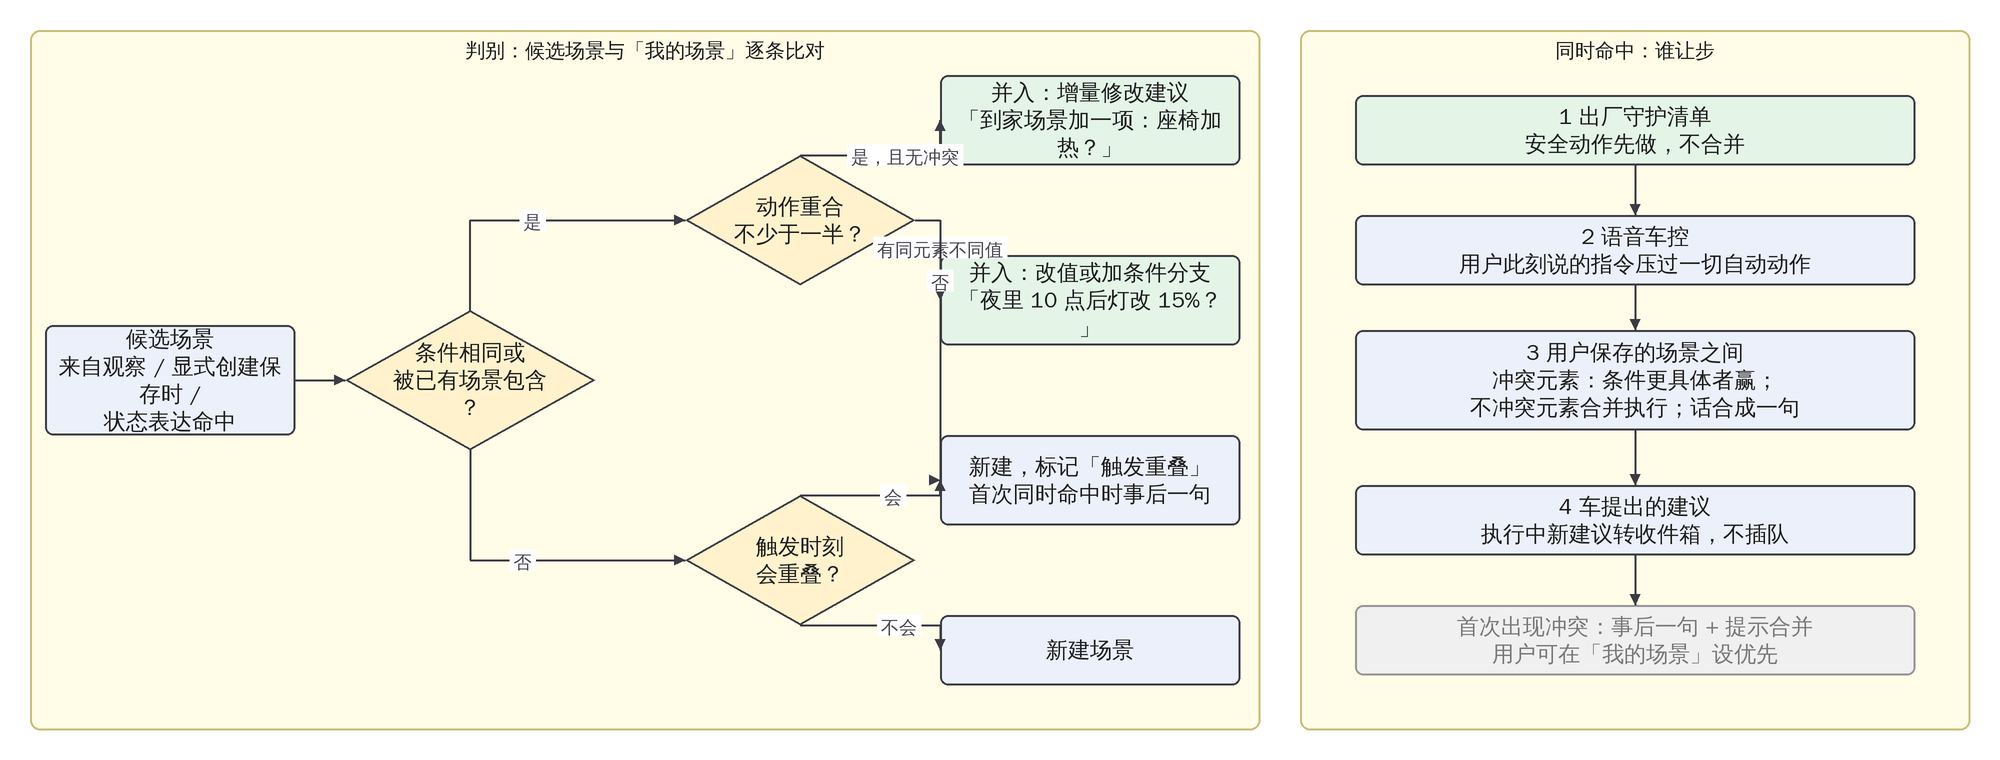 判别：候选场景与「我的场景」逐条比对
候选场景
来自观察 / 显式创建保
存时 /
状态表达命中
条件相同或
被已有场景包含
？
是
否
动作重合
不少于一半？
是，且无冲突
有同元素不同值
否
并入：增量修改建议
「到家场景加一项：座椅加
热？」
并入：改值或加条件分支
「夜里 10 点后灯改 15%？
」
触发时刻
会重叠？
会
不会
新建，标记「触发重叠」
首次同时命中时事后一句
新建场景
同时命中：谁让步
1 出厂守护清单
安全动作先做，不合并
2 语音车控
用户此刻说的指令压过一切自动动作
3 用户保存的场景之间
冲突元素：条件更具体者赢；
不冲突元素合并执行；话合成一句
4 车提出的建议
执行中新建议转收件箱，不插队
首次出现冲突：事后一句 + 提示合并
用户可在「我的场景」设优先